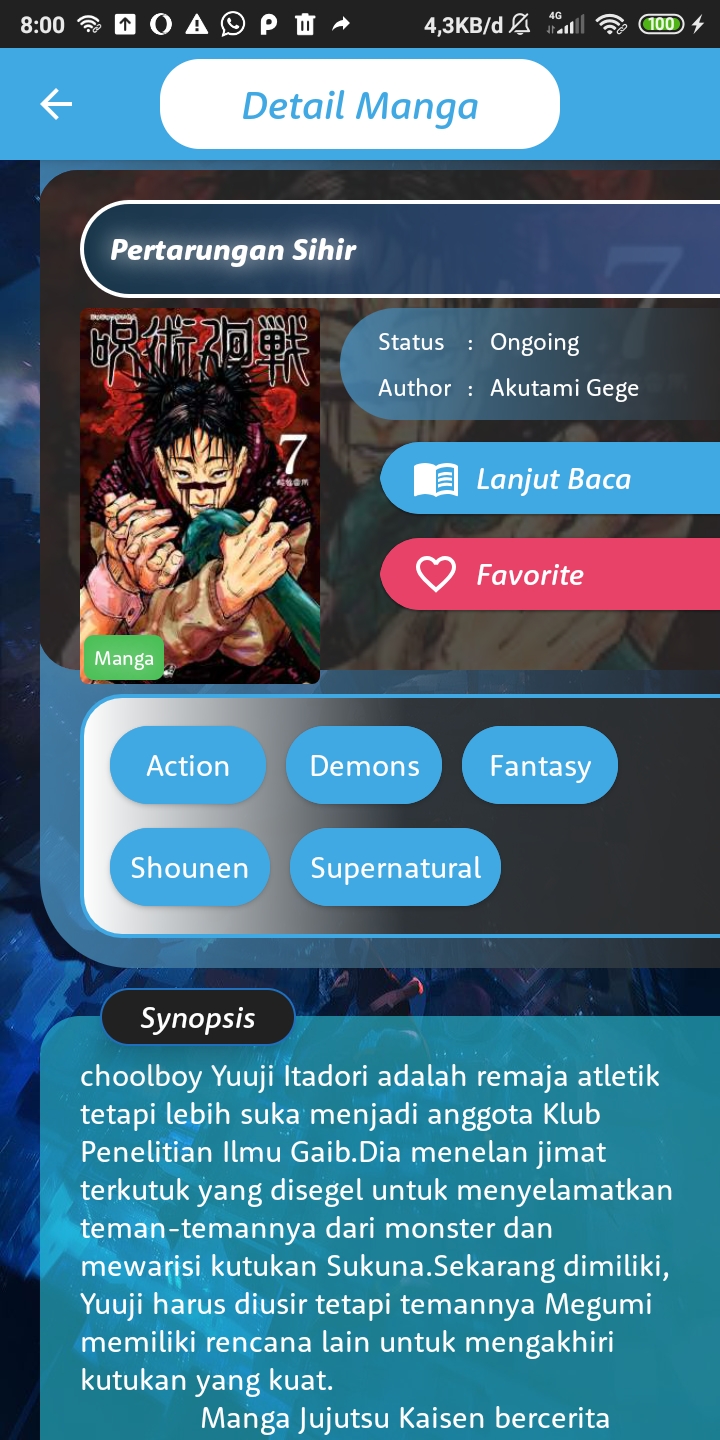 8:00 4,3KB/d 4G 100
Detail Manga
Pertarungan Sihir
呪術廻戦
7
7
Status : Ongoing
Author : Akutami Gege
Lanjut Baca
Favorite
Manga
Action Demons Fantasy
Shounen Supernatural
Synopsis
choolboy Yuuji Itadori adalah remaja atletik
tetapi lebih suka menjadi anggota Klub
Penelitian Ilmu Gaib.Dia menelan jimat
terkutuk yang disegel untuk menyelamatkan
teman-temannya dari monster dan
mewarisi kutukan Sukuna.Sekarang dimiliki,
Yuuji harus diusir tetapi temannya Megumi
memiliki rencana lain untuk mengakhiri
kutukan yang kuat.
Manga Jujutsu Kaisen bercerita